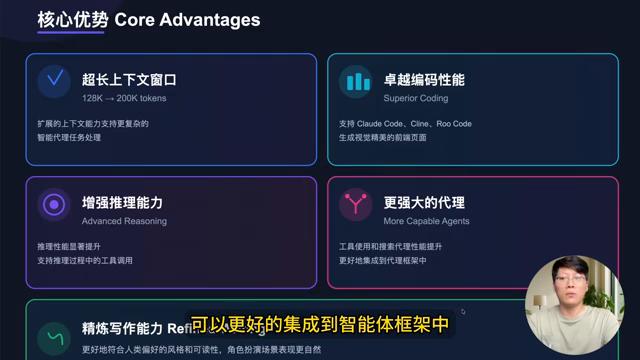 核心优势 Core Advantages
超长上下文窗口
128K → 200K tokens
扩展的上下文能力支持更复杂的
智能代理任务处理
卓越编码性能
Superior Coding
支持 Claude Code、Cline、Roo Code
生成视觉精美的前端页面
增强推理能力
Advanced Reasoning
推理性能显著提升
支持推理过程中的工具调用
更强大的代理
More Capable Agents
工具使用和搜索代理性能提升
更好地集成到代理框架中
精炼写作能力
可以更好的集成到智能体框架中
更好地符合人类偏好的风格和可读性，角色扮演场景表现更自然